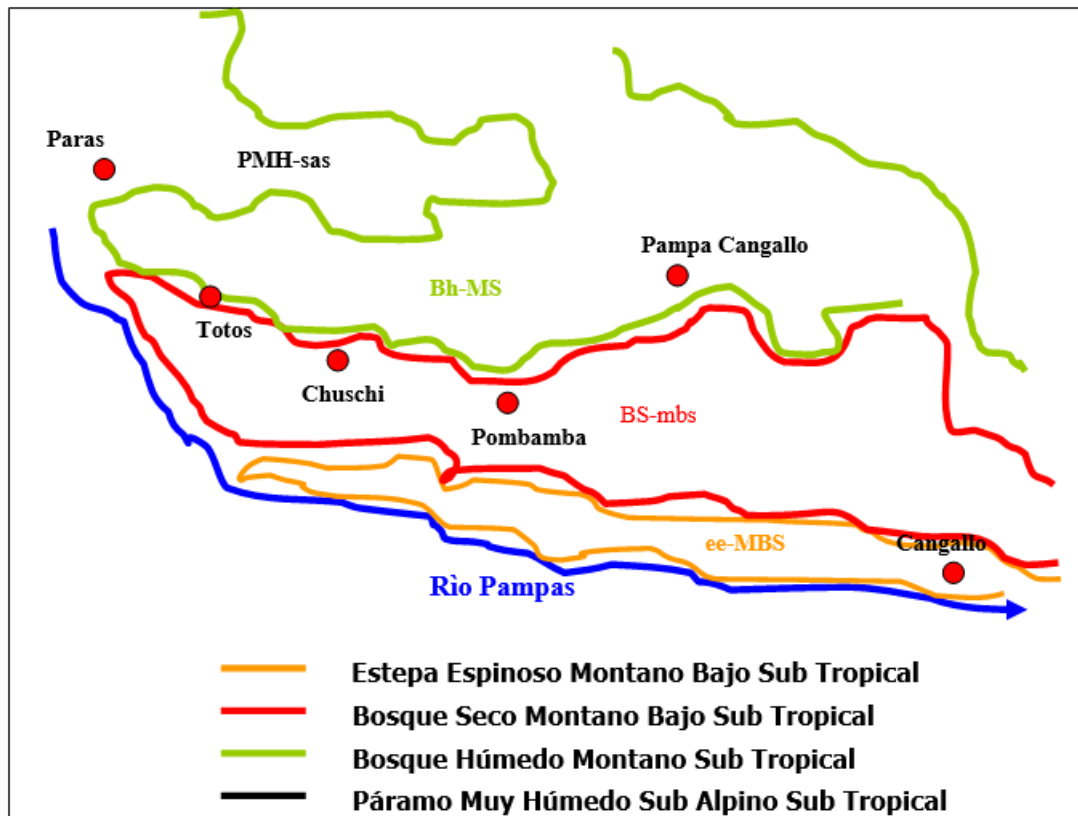 Paras
PMH-sas
Pampa Cangallo
Bh-MS
Totos
Chuschi
BS-mbs
Pombamba
ee-MBS
Cangallo
Rìo Pampas
Estepa Espinoso Montano Bajo Sub Tropical
Bosque Seco Montano Bajo Sub Tropical
Bosque Húmedo Montano Sub Tropical
Páramo Muy Húmedo Sub Alpino Sub Tropical